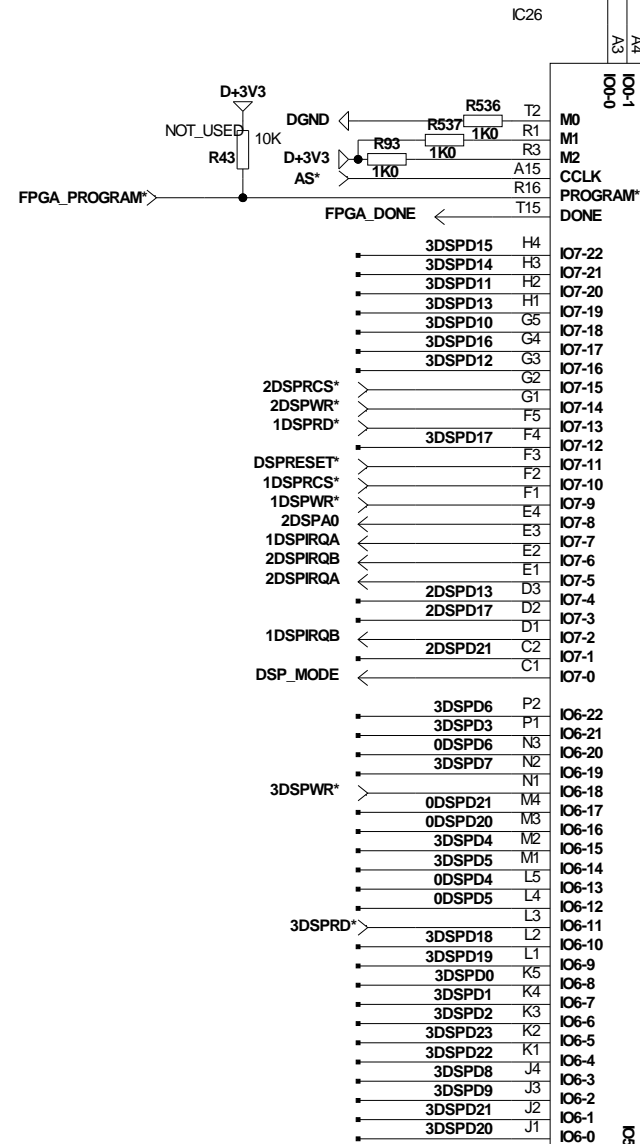 IC26
A3
A4
IO0-0
IO0-1
D+3V3
NOT_USED
10K
R43
DGND
R536
1K0
T2
M0
R537
1K0
R1
M1
D+3V3
R93
1K0
R3
M2
AS*
A15
CCLK
FPGA_PROGRAM*
R16
PROGRAM*
FPGA_DONE
T15
DONE
3DSPD15 H4 IO7-22
3DSPD14 H3 IO7-21
3DSPD11 H2 IO7-20
3DSPD13 H1 IO7-19
3DSPD10 G5 IO7-18
3DSPD16 G4 IO7-17
3DSPD12 G3 IO7-16
2DSPRCS* G2 IO7-15
2DSPWR* G1 IO7-14
1DSPRD* F5 IO7-13
3DSPD17 F4 IO7-12
DSPRESET* F3 IO7-11
1DSPRCS* F2 IO7-10
1DSPWR* F1 IO7-9
2DSPA0 E4 IO7-8
1DSPIRQA E3 IO7-7
2DSPIRQB E2 IO7-6
2DSPIRQA E1 IO7-5
2DSPD13 D3 IO7-4
2DSPD17 D2 IO7-3
1DSPIRQB D1 IO7-2
2DSPD21 C2 IO7-1
DSP_MODE C1 IO7-0
3DSPD6 P2 IO6-22
3DSPD3 P1 IO6-21
0DSPD6 N3 IO6-20
3DSPD7 N2 IO6-19
3DSPWR* N1 IO6-18
0DSPD21 M4 IO6-17
0DSPD20 M3 IO6-16
3DSPD4 M2 IO6-15
3DSPD5 M1 IO6-14
0DSPD4 L5 IO6-13
0DSPD5 L4 IO6-12
3DSPRD* L3 IO6-11
3DSPD18 L2 IO6-10
3DSPD19 L1 IO6-9
3DSPD0 K5 IO6-8
3DSPD1 K4 IO6-7
3DSPD2 K3 IO6-6
3DSPD23 K2 IO6-5
3DSPD22 K1 IO6-4
3DSPD8 J4 IO6-3
3DSPD9 J3 IO6-2
3DSPD21 J2 IO6-1
3DSPD20 J1 IO6-0